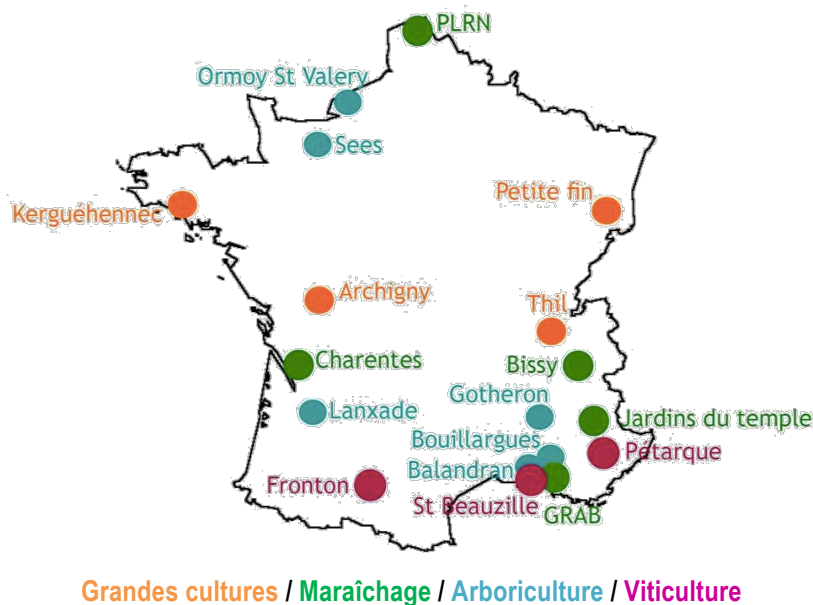 PLRN
Ormoy St Valery
Sees
Petite fin
Kerguéhennec
Archigny
Thil
Charentes
Bissy
Gotheron
Lanxade
Jardins du temple
Bouillargues
Pétarque
Balandran
Fronton
St Beauzille
GRAB
Grandes cultures / Maraîchage / Arboriculture / Viticulture